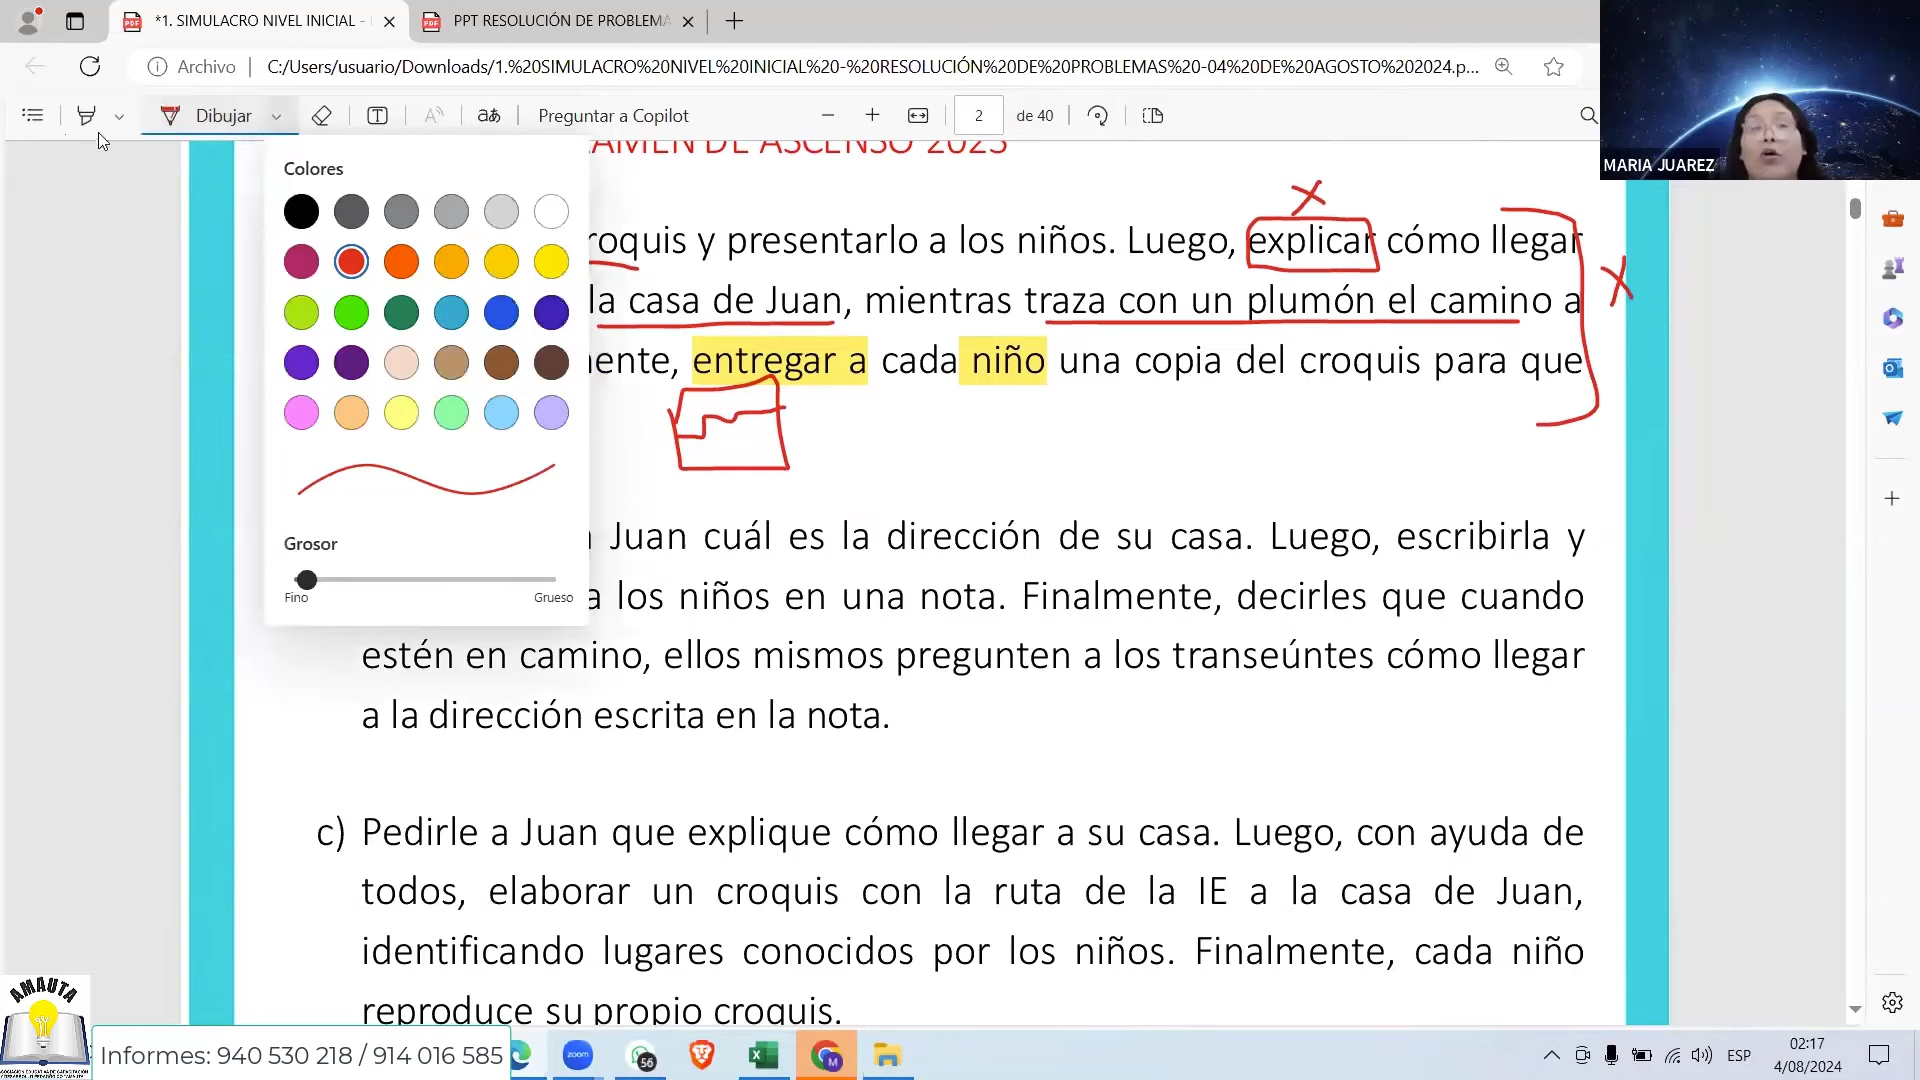 *1. SIMULACRO NIVEL INICIAL -
PPT RESOLUCIÓN DE PROBLEMA
Archivo
C:/Users/usuario/Downloads/1.%20SIMULACRO%20NIVEL%20INICIAL%20-%20RESOLUCIÓN%20DE%20PROBLEMAS%20-04%20DE%20AGOSTO%202024.p...
Dibujar
Preguntar a Copilot
2
de 40
MARIA JUAREZ
AMEN DE ASCENSO 2023
Colores
Grosor
Fino
Grueso
X
roquis y presentarlo a los niños. Luego, explicar cómo llegar
la casa de Juan, mientras traza con un plumón el camino a
X
mente, entregar a cada niño una copia del croquis para que
Juan cuál es la dirección de su casa. Luego, escribirla y
a los niños en una nota. Finalmente, decirles que cuando
estén en camino, ellos mismos pregunten a los transeúntes cómo llegar
a la dirección escrita en la nota.
c) Pedirle a Juan que explique cómo llegar a su casa. Luego, con ayuda de
todos, elaborar un croquis con la ruta de la IE a la casa de Juan,
identificando lugares conocidos por los niños. Finalmente, cada niño
reproduce su propio croquis.
AMAUTA
Informes: 940 530 218 / 914 016 585
zoom
56
M
ESP
02:17
4/08/2024